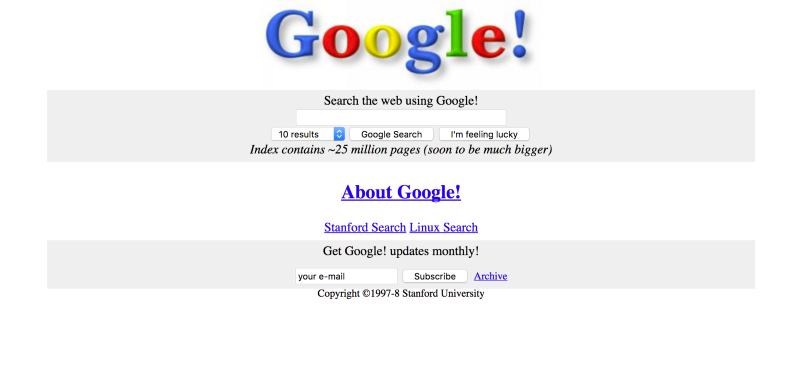 Google!
Search the web using Google!
10 results Google Search I'm feeling lucky
Index contains ~25 million pages (soon to be much bigger)
About Google!
Stanford Search Linux Search
Get Google! updates monthly!
your e-mail Subscribe Archive
Copyright ©1997-8 Stanford University